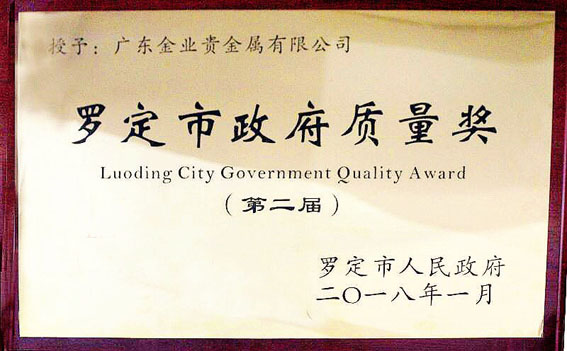 授予：广东金业贵金属有限公司
罗定市政府质量奖
Luoding City Government Quality Award
（第二届）
罗定市人民政府
二〇一八年一月